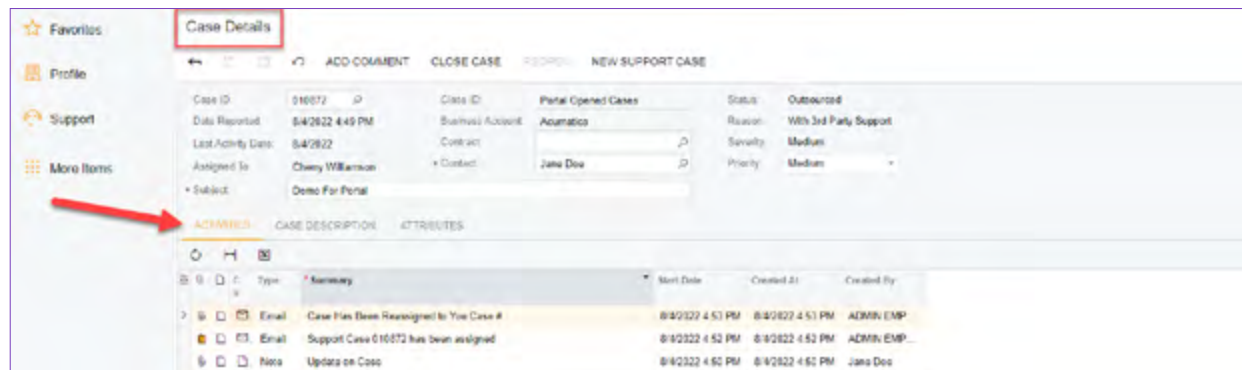 Favorites
Profile
Support
More Items
Case Details
ADD COMMENT CLOSE CASE REOPEN NEW SUPPORT CASE
Case ID: 010872 Class ID: Portal Opened Cases Status: Outsourced
Date Reported: 8/4/2022 4:49 PM Business Account: Acumatica Reason: With 3rd Party Support
Last Activity Date: 8/4/2022 Contract: Severity: Medium
Assigned To: Cherry Williamson * Contact: Jane Doe Priority: Medium
* Subject: Demo For Portal
ACTIVITIES CASE DESCRIPTION ATTRIBUTES
Type * Summary Start Date Created At Created By
Email Case Has Been Reassigned to You Case # 8/4/2022 4:53 PM 8/4/2022 4:53 PM ADMIN EMP...
Email Support Case 010872 has been assigned 8/4/2022 4:52 PM 8/4/2022 4:52 PM ADMIN EMP...
Note Update on Case 8/4/2022 4:50 PM 8/4/2022 4:50 PM Jane Doe